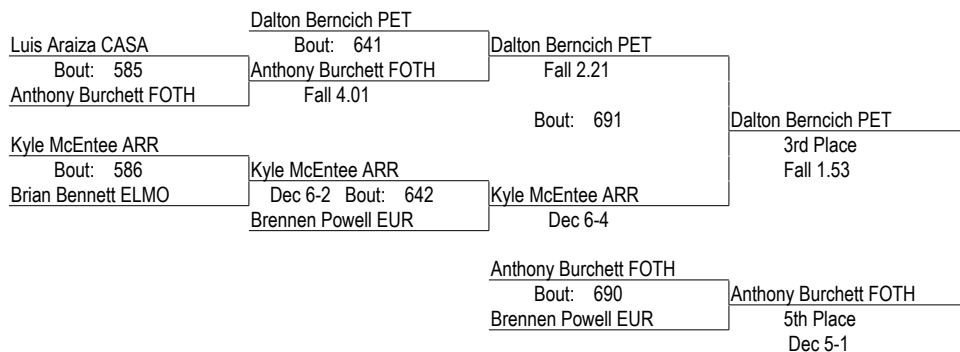 Dalton Berncich PET
Luis Araiza CASA
Bout: 641
Dalton Berncich PET
Bout: 585
Anthony Burchett FOTH
Fall 2.21
Anthony Burchett FOTH
Fall 4.01
Bout: 691
Dalton Berncich PET
Kyle McEntee ARR
3rd Place
Bout: 586
Kyle McEntee ARR
Fall 1.53
Brian Bennett ELMO
Dec 6-2 Bout: 642
Kyle McEntee ARR
Brennen Powell EUR
Dec 6-4
Anthony Burchett FOTH
Bout: 690
Anthony Burchett FOTH
Brennen Powell EUR
5th Place
Dec 5-1